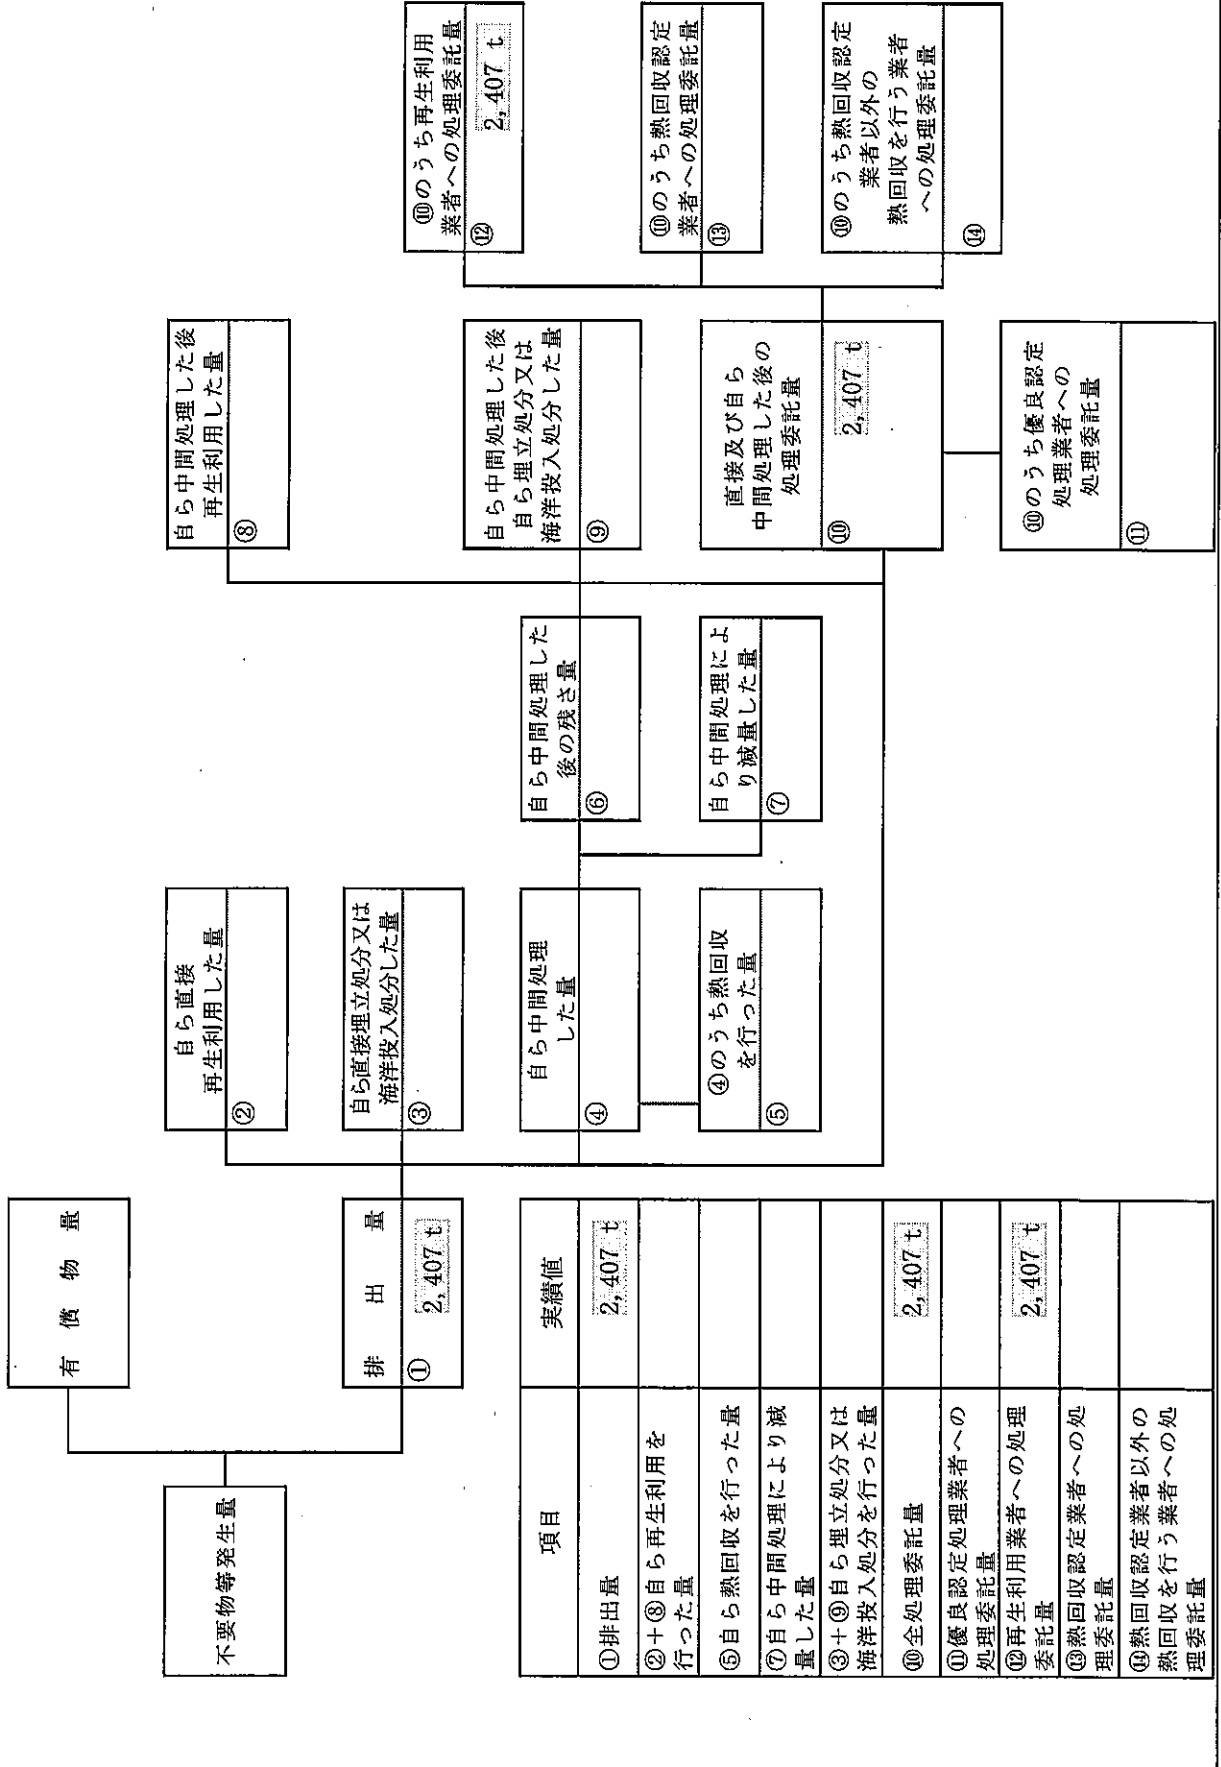 有償物量
不要物等発生量
排出量
① 2,407 t
自ら直接
再生利用した量
②
自ら直接埋立処分又は
海洋投入処分した量
③
自ら中間処理
した量
④
④のうち熱回収
を行った量
⑤
自ら中間処理した
後の残さ量
⑥
自ら中間処理によ
り減量した量
⑦
自ら中間処理した後
再生利用した量
⑧
自ら中間処理した後
自ら埋立処分又は
海洋投入処分した量
⑨
直接及び自ら
中間処理した後の
処理委託量
⑩ 2,407 t
⑩のうち優良認定
処理業者への
処理委託量
⑪
⑩のうち再生利用
業者への処理委託量
⑫ 2,407 t
⑩のうち熱回収認定
業者への処理委託量
⑬
⑩のうち熱回収認定
業者以外の
熱回収を行う業者
への処理委託量
⑭
項目 実績値
①排出量 2,407 t
②+⑧自ら再生利用を
行った量
⑤自ら熱回収を行った量
⑦自ら中間処理により減
量した量
③+⑨自ら埋立処分又は
海洋投入処分を行った量
⑩全処理委託量 2,407 t
⑪優良認定処理業者への
処理委託量
⑫再生利用業者への処理
委託量 2,407 t
⑬熱回収認定業者への処
理委託量
⑭熱回収認定業者以外の
熱回収を行う業者への処
理委託量